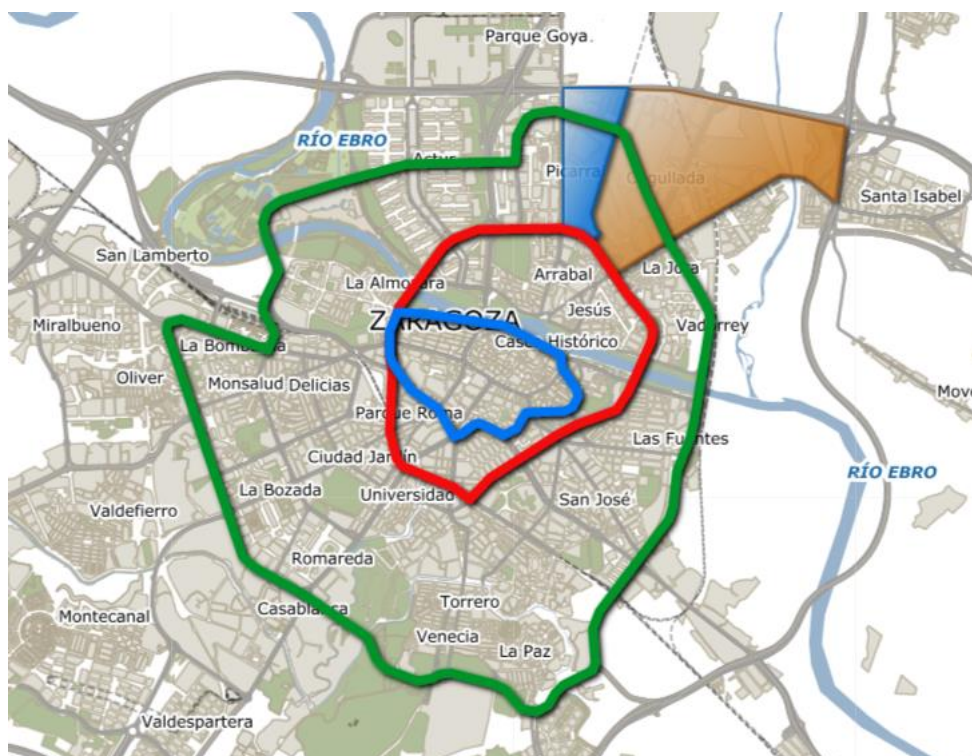 Parque Goya
RÍO EBRO
Actur
Santa Isabel
San Lamberto
La Almozara
Arrabal
La Jota
Miralbueno
ZARAGOZA
Jesús
Vadorrey
La Bombarda
Casco Histórico
Oliver
Monsalud
Delicias
Parque Roma
Las Fuentes
Ciudad Jardín
RÍO EBRO
La Bozada
Universidad
San José
Valdefierro
Romareda
Montecanal
Casablanca
Torrero
Venecia
La Paz
Valdespartera